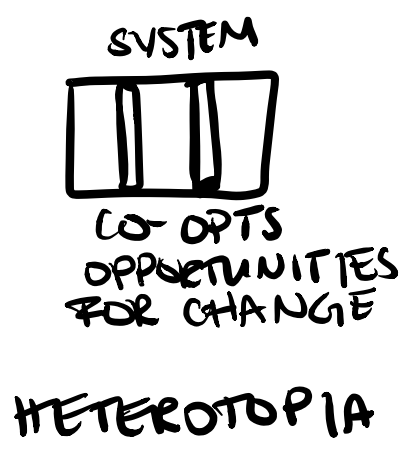 SYSTEM
CO-OPTS
OPPORTUNITIES
FOR CHANGE
HETEROTOPIA